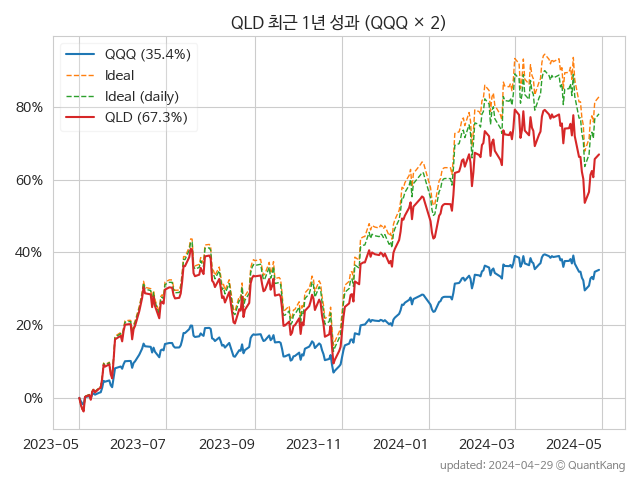 QLD 최근 1년 성과 (QQQ × 2)
QQQ (35.4%)
Ideal
Ideal (daily)
QLD (67.3%)
80%
60%
40%
20%
0%
2023-05 2023-07 2023-09 2023-11 2024-01 2024-03 2024-05
updated: 2024-04-29 © QuantKang